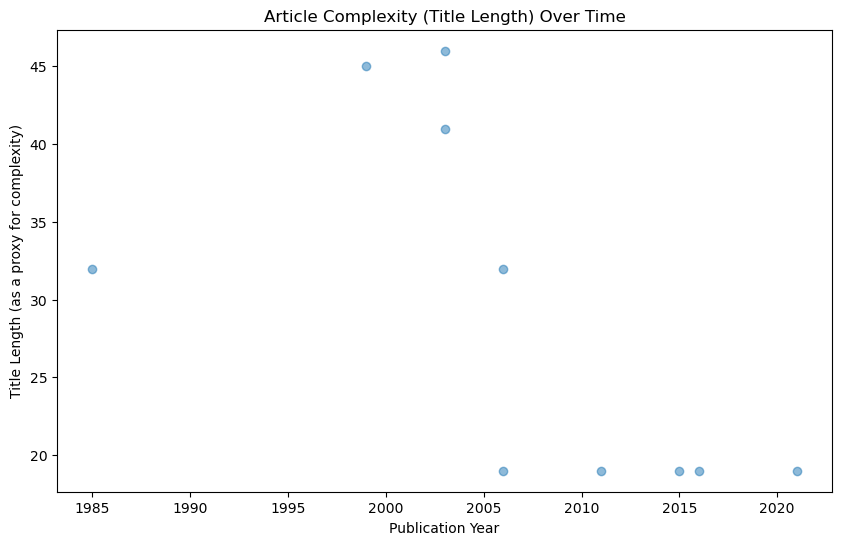 Article Complexity (Title Length) Over Time
Title Length (as a proxy for complexity)
45
40
35
30
25
20
1985 1990 1995 2000 2005 2010 2015 2020
Publication Year